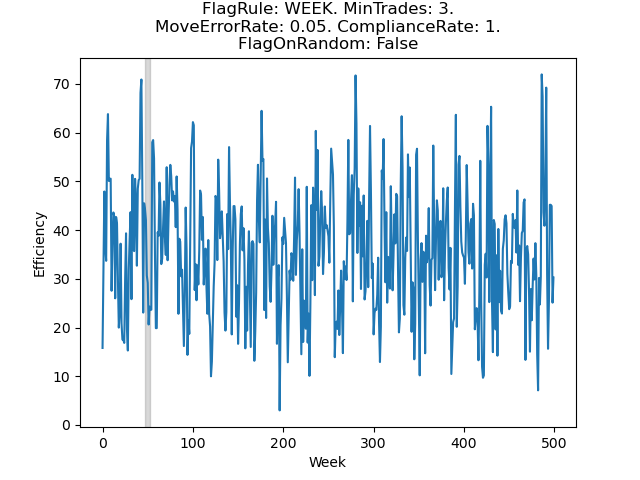 FlagRule: WEEK. MinTrades: 3.
MoveErrorRate: 0.05. ComplianceRate: 1.
FlagOnRandom: False
70
60
50
40
30
20
10
0
Efficiency
0 100 200 300 400 500
Week